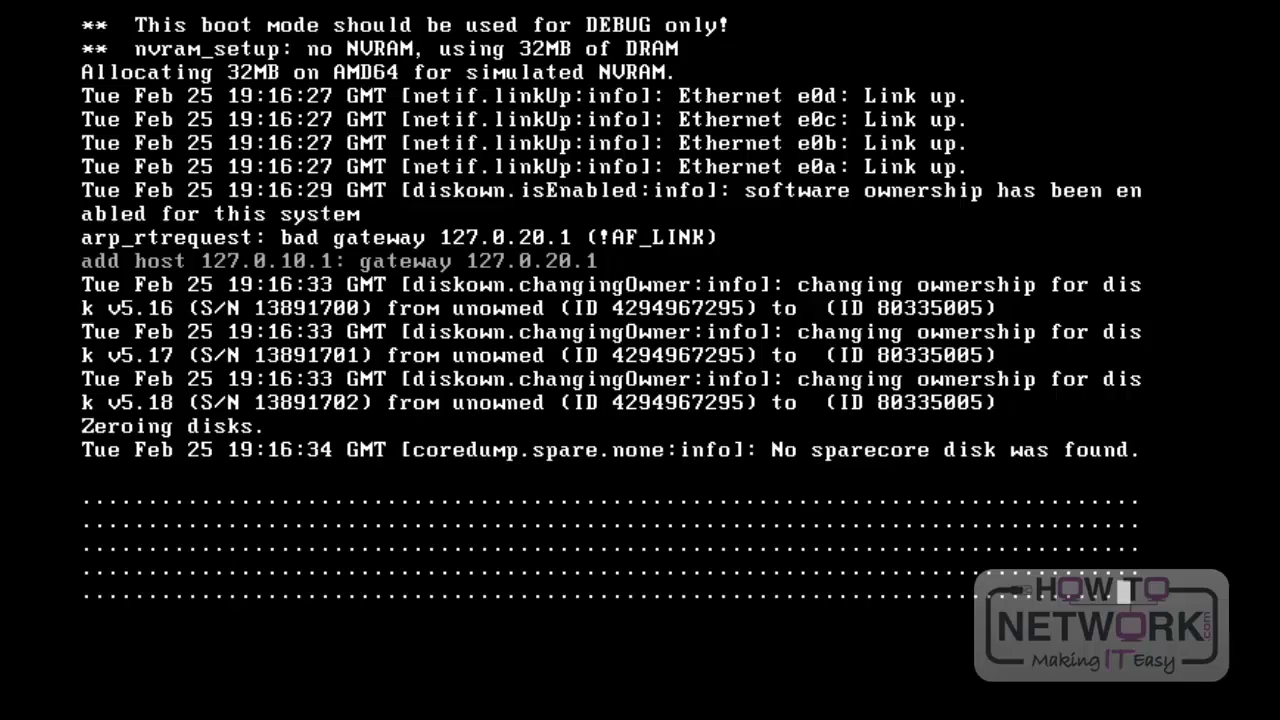 **  This boot mode should be used for DEBUG only!
**  nvram_setup: no NVRAM, using 32MB of DRAM
Allocating 32MB on AMD64 for simulated NVRAM.
Tue Feb 25 19:16:27 GMT [netif.linkUp:info]: Ethernet e0d: Link up.
Tue Feb 25 19:16:27 GMT [netif.linkUp:info]: Ethernet e0c: Link up.
Tue Feb 25 19:16:27 GMT [netif.linkUp:info]: Ethernet e0b: Link up.
Tue Feb 25 19:16:27 GMT [netif.linkUp:info]: Ethernet e0a: Link up.
Tue Feb 25 19:16:29 GMT [diskown.isEnabled:info]: software ownership has been en
abled for this system
arp_rtrequest: bad gateway 127.0.20.1 (!AF_LINK)
add host 127.0.10.1: gateway 127.0.20.1
Tue Feb 25 19:16:33 GMT [diskown.changingOwner:info]: changing ownership for dis
k v5.16 (S/N 13891700) from unowned (ID 4294967295) to  (ID 80335005)
Tue Feb 25 19:16:33 GMT [diskown.changingOwner:info]: changing ownership for dis
k v5.17 (S/N 13891701) from unowned (ID 4294967295) to  (ID 80335005)
Tue Feb 25 19:16:33 GMT [diskown.changingOwner:info]: changing ownership for dis
k v5.18 (S/N 13891702) from unowned (ID 4294967295) to  (ID 80335005)
Zeroing disks.
Tue Feb 25 19:16:34 GMT [coredump.spare.none:info]: No sparecore disk was found.
................................................................................
................................................................................
................................................................................
................................................................................
...............................................................................
HOW TO
NETWORK.com
Making IT Easy